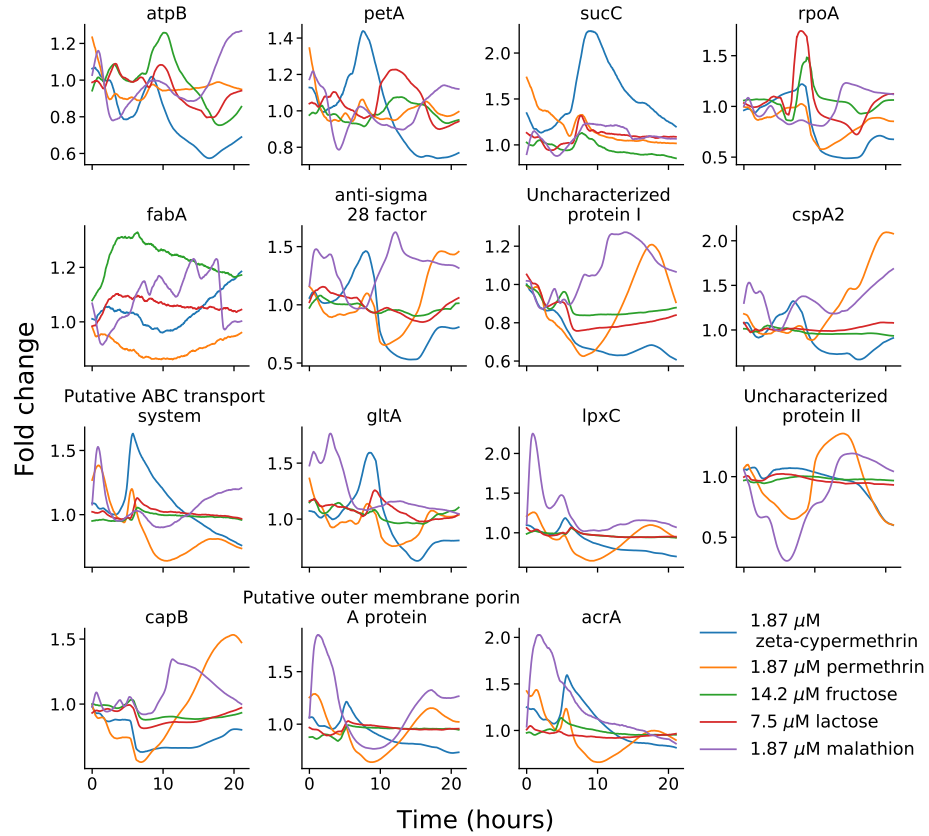 atpB
petA
sucC
rpoA
1.2
1.0
0.8
0.6
1.4
1.2
1.0
0.8
2.0
1.5
1.0
1.5
1.0
0.5
fabA
anti-sigma
28 factor
Uncharacterized
protein I
cspA2
1.2
1.0
1.5
1.0
0.5
1.2
1.0
0.8
0.6
2.0
1.5
1.0
Fold change
Putative ABC transport
system
gltA
lpxC
Uncharacterized
protein II
1.5
1.0
1.5
1.0
2.0
1.5
1.0
1.0
0.5
capB
Putative outer membrane porin
A protein
acrA
1.5
1.0
1.5
1.0
2.0
1.5
1.0
0
10
20
0
10
20
0
10
20
1.87 μM
zeta-cypermethrin
1.87 μM permethrin
14.2 μM fructose
7.5 μM lactose
1.87 μM malathion
Time (hours)